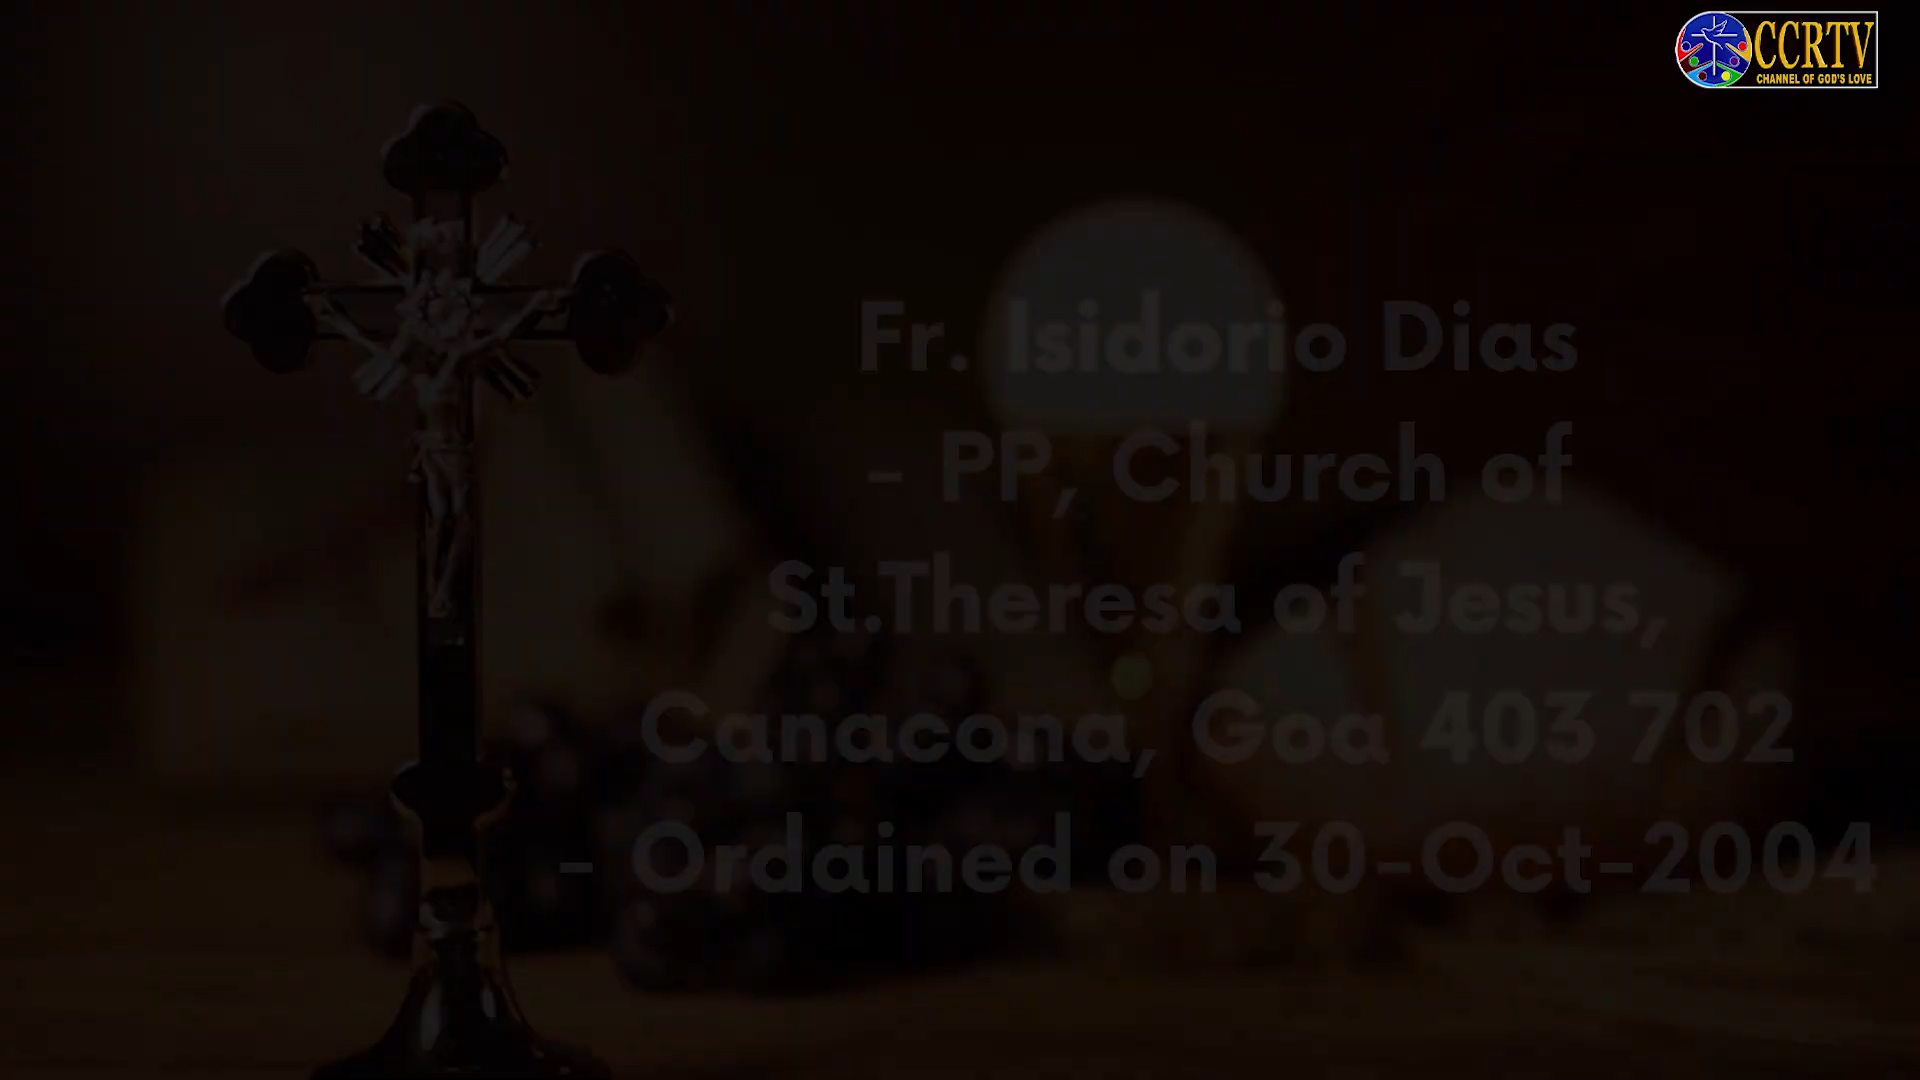 CCRTV
CHANNEL OF GOD'S LOVE
Fr. Isidorio Dias
- PP, Church of
St.Theresa of Jesus,
Canacona, Goa 403 702
- Ordained on 30-Oct-2004